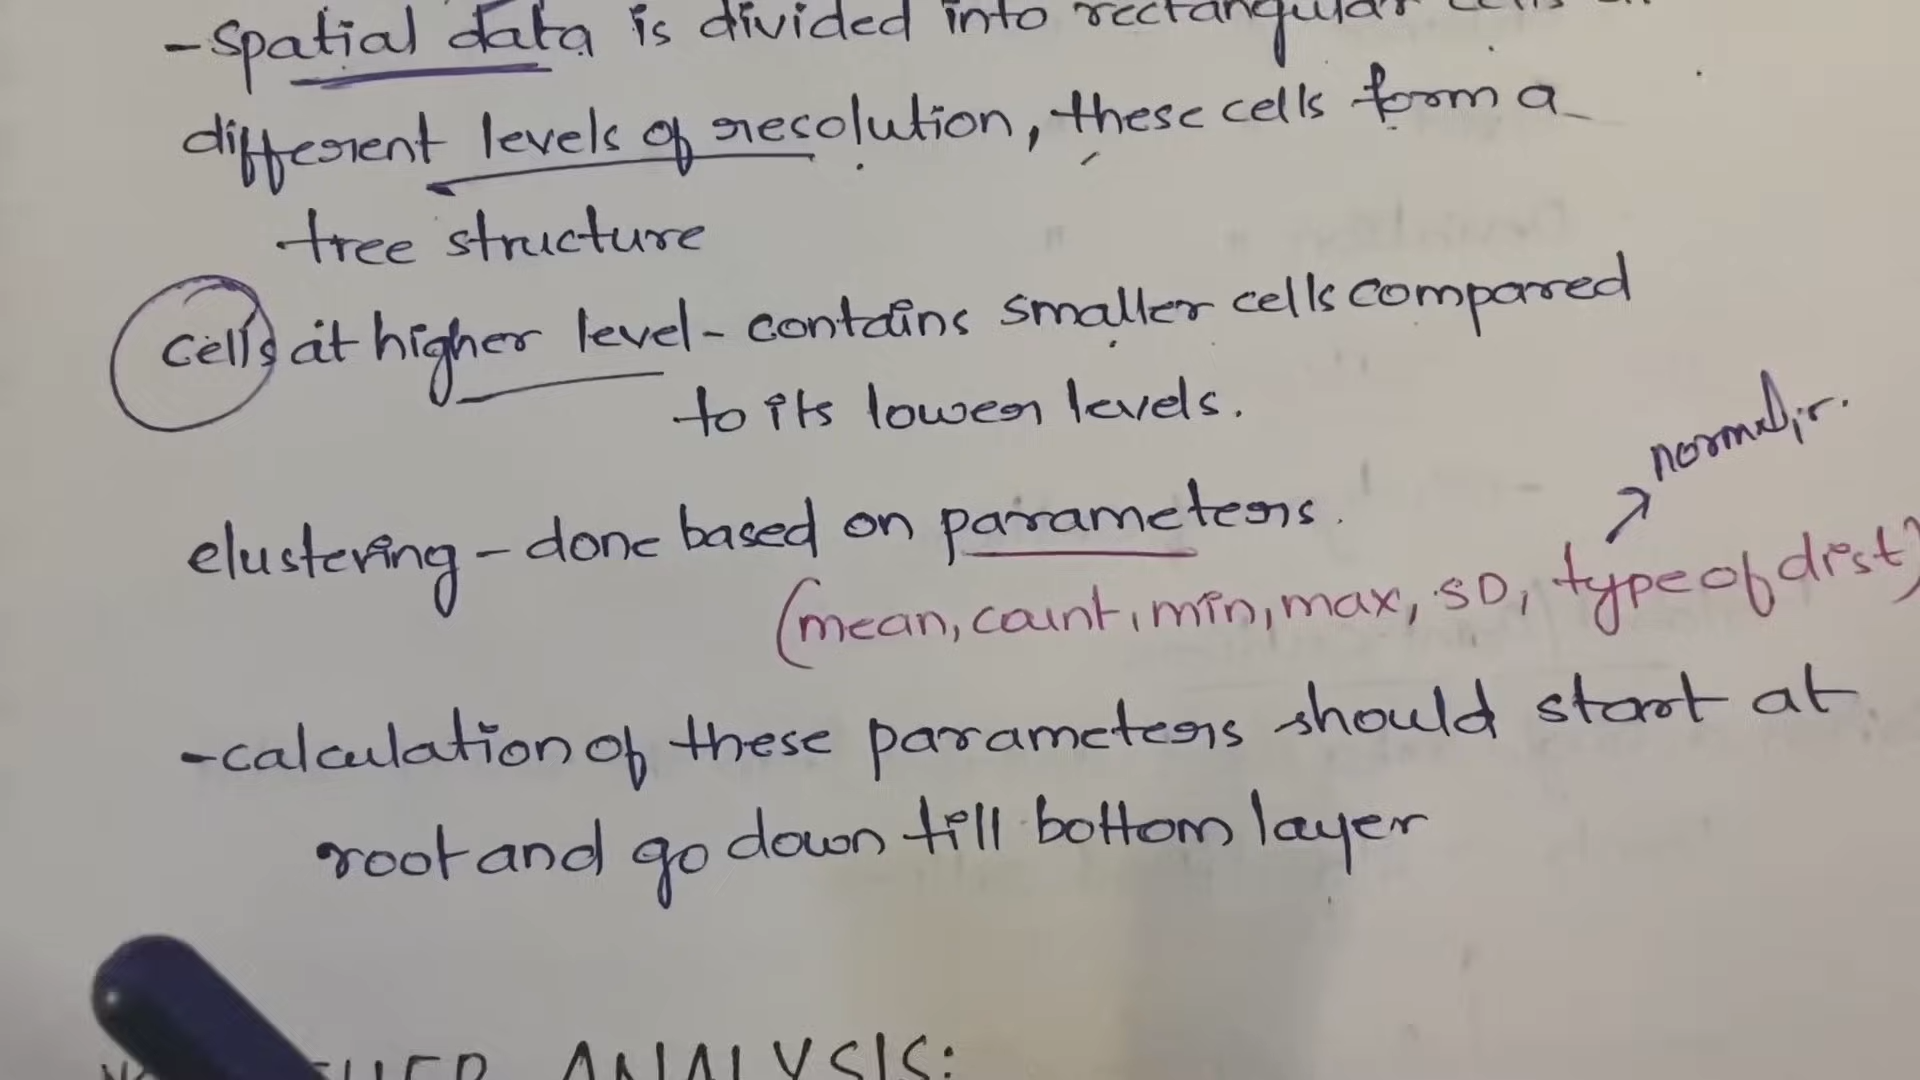 - Spatial data is divided into rectangular cells
different levels of resolution, these cells form a
tree structure
cells at higher level - contains smaller cells compared
to its lower levels.
normal, r.
clustering - done based on parameters.
(mean, count, min, max, SD, type of dist)
- calculation of these parameters should start at
root and go down till bottom layer
ANALYSIS: